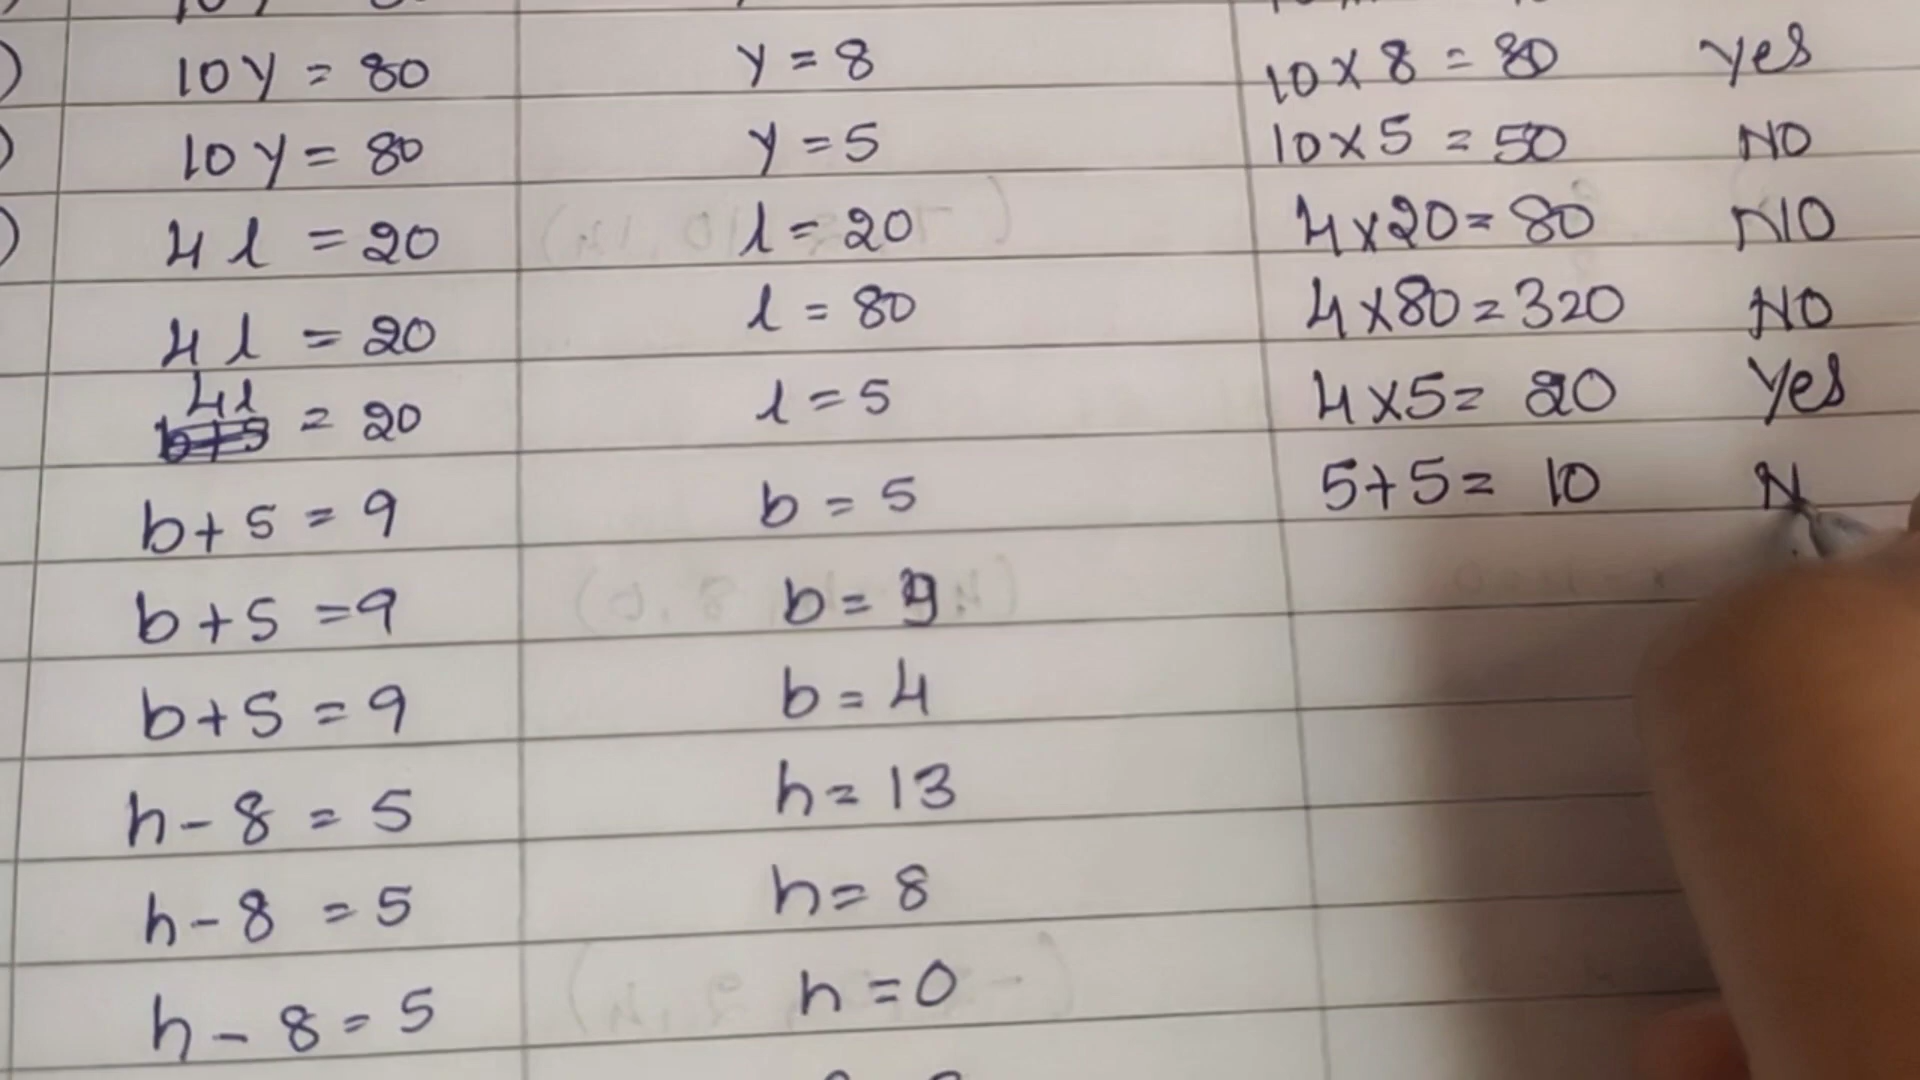 10y = 80 y = 8 10 x 8 = 80 yes
10y = 80 y = 5 10 x 5 = 50 NO
4l = 20 l = 20 4 x 20 = 80 NO
4l = 20 l = 80 4 x 80 = 320 NO
4l = 20 l = 5 4 x 5 = 20 Yes
b + 5 = 9 b = 5 5 + 5 = 10 N
b + 5 = 9 b = 9
b + 5 = 9 b = 4
h - 8 = 5 h = 13
h - 8 = 5 h = 8
h - 8 = 5 h = 0